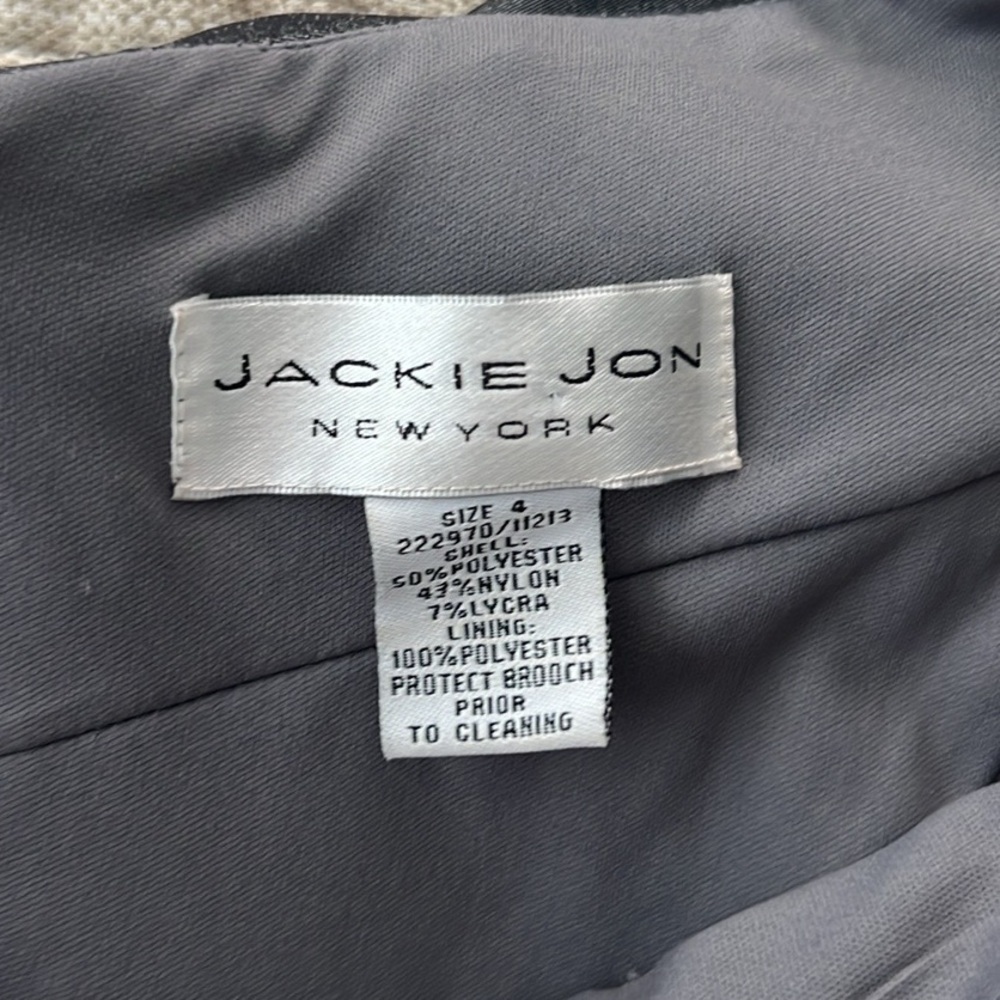 JACKIE JON
NEW YORK
SIZE 4
222970/11213
SHELL:
50%POLYESTER
43%NYLON
7%LYCRA
LINING:
100%POLYESTER
PROTECT BROOCH
PRIOR
TO CLEANING